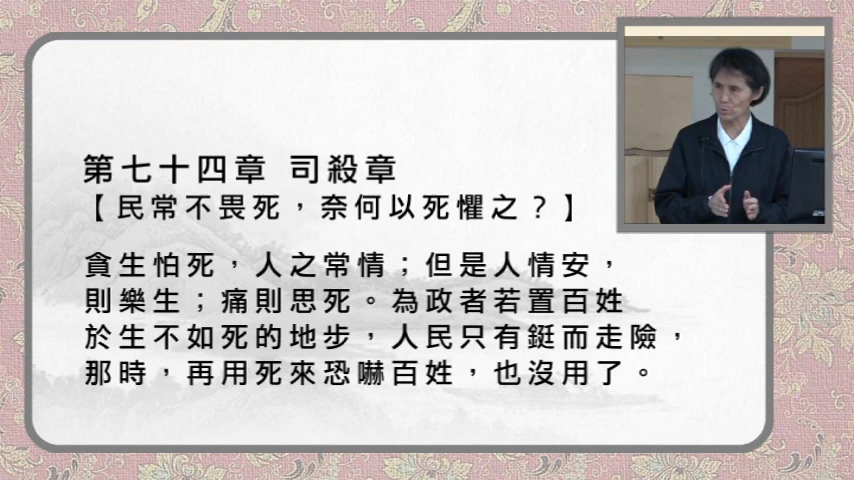 第七十四章 司殺章
【民常不畏死，奈何以死懼之？】
貪生怕死，人之常情；但是人情安，
則樂生；痛則思死。為政者若置百姓
於生不如死的地步，人民只有鋌而走險，
那時，再用死來恐嚇百姓，也沒用了。